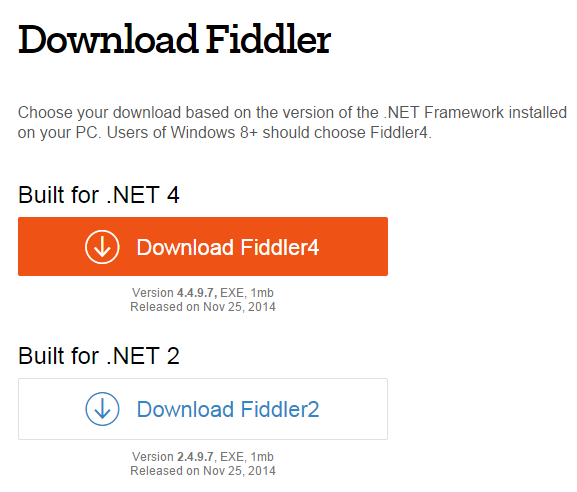 Download Fiddler
Choose your download based on the version of the .NET Framework installed
on your PC. Users of Windows 8+ should choose Fiddler4.
Built for .NET 4
Download Fiddler4
Version 4.4.9.7, EXE, 1mb
Released on Nov 25, 2014
Built for .NET 2
Download Fiddler2
Version 2.4.9.7, EXE, 1mb
Released on Nov 25, 2014